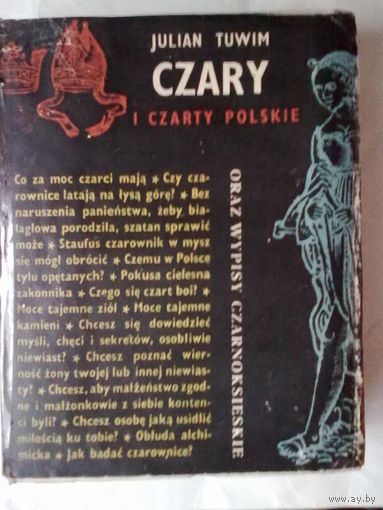 JULIAN TUWIM
CZARY
I CZARTY POLSKIE
ORAZ WYPISY CZARNOKSIĘSKIE
Co za moc czarci mają ★ Czy cza-
rownice latają na łysą górę? ★ Bez
naruszenia panieństwa, żeby bia-
łagłowa porodziła, szatan sprawić
może ★ Staufus czarownik w mysz
się mógł obrócić ★ Czemu w Polsce
tylu opętanych? ★ Pokusa cielesna
zakonnika ★ Czego się czart boi? ★
Moce tajemne ziół ★ Moce tajemne
kamieni ★ Chcesz się dowiedzieć
myśli, chęci i sekretów, osobliwie
niewiast? ★ Chcesz poznać wier-
ność żony twojej lub innej niewias-
ty? ★ Chcesz, aby małżeństwo zgod-
ne i małżonkowie z siebie konten-
ci byli? ★ Chcesz osobę jaką usidlić
miłością ku tobie? ★ Obłuda alchi-
micka ★ Jak badać czarownice?
www.ay.by